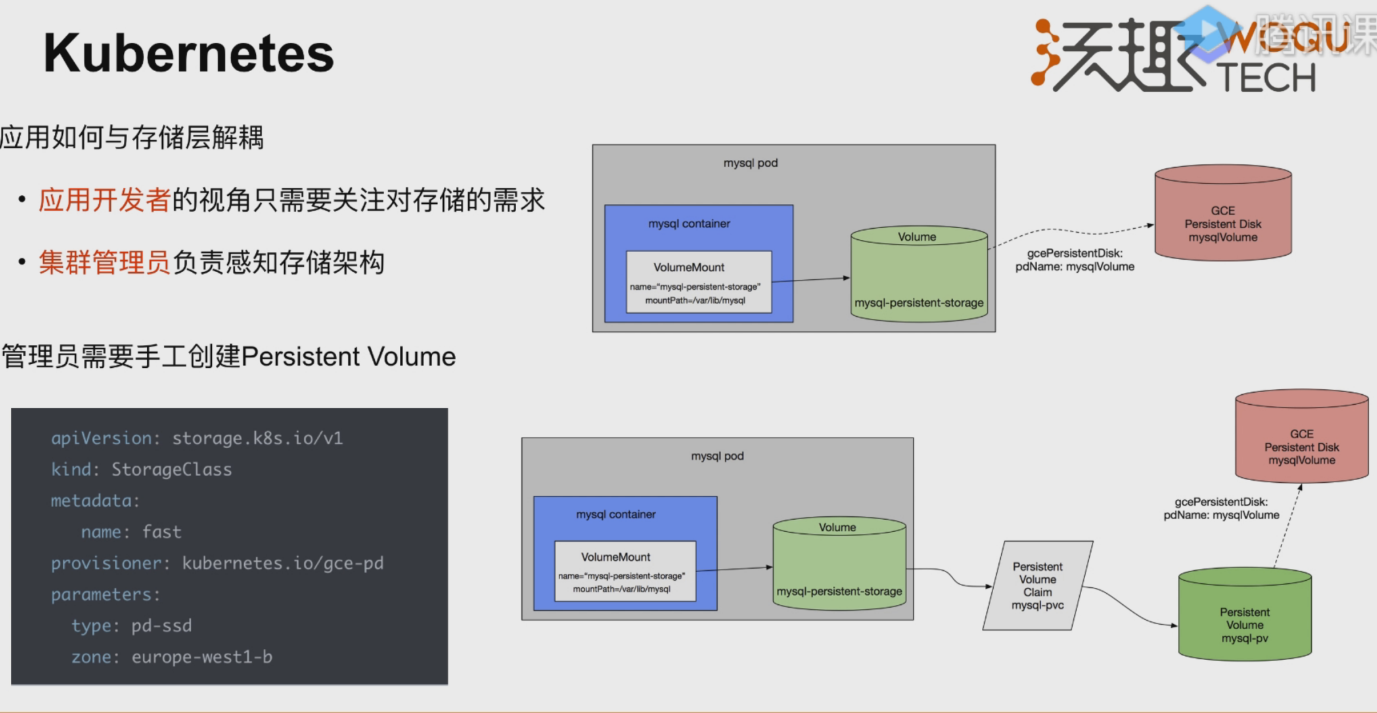 Kubernetes
沃趣 WOQU TECH
腾讯课
应用如何与存储层解耦
• 应用开发者的视角只需要关注对存储的需求
• 集群管理员负责感知存储架构
管理员需要手工创建Persistent Volume
apiVersion: storage.k8s.io/v1
kind: StorageClass
metadata:
name: fast
provisioner: kubernetes.io/gce-pd
parameters:
type: pd-ssd
zone: europe-west1-b
mysql pod
mysql container
VolumeMount
name="mysql-persistent-storage"
mountPath=/var/lib/mysql
Volume
mysql-persistent-storage
gcePersistentDisk:
pdName: mysqlVolume
GCE
Persistent Disk
mysqlVolume
mysql pod
mysql container
VolumeMount
name="mysql-persistent-storage"
mountPath=/var/lib/mysql
Volume
mysql-persistent-storage
Persistent
Volume
Claim
mysql-pvc
Persistent
Volume
mysql-pv
gcePersistentDisk:
pdName: mysqlVolume
GCE
Persistent Disk
mysqlVolume